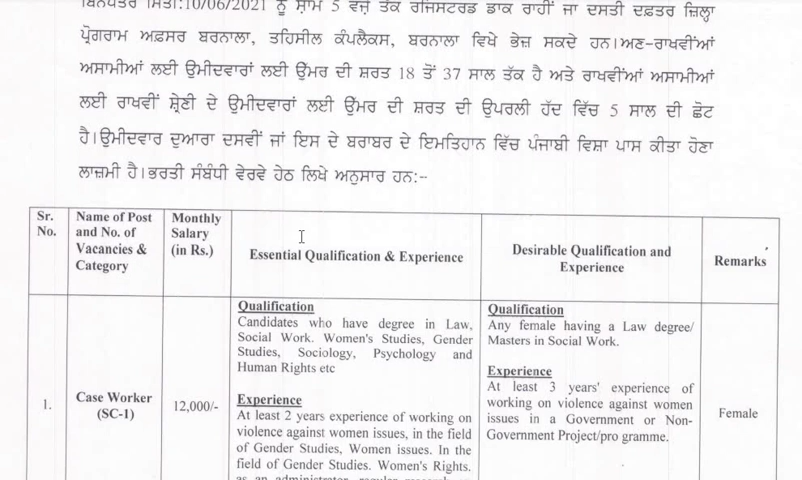 ਬਿਨੈਪੱਤਰ ਮਿਤੀ:10/06/2021 ਨੂੰ ਸ਼ਾਮ 5 ਵਜੇ ਤੱਕ ਰਜਿਸਟਰਡ ਡਾਕ ਰਾਹੀਂ ਜਾ ਦਸਤੀ ਦਫ਼ਤਰ ਜ਼ਿਲ੍ਹਾ
ਪ੍ਰੋਗਰਾਮ ਅਫ਼ਸਰ ਬਰਨਾਲਾ, ਤਹਿਸੀਲ ਕੰਪਲੈਕਸ, ਬਰਨਾਲਾ ਵਿਖੇ ਭੇਜ਼ ਸਕਦੇ ਹਨ।ਅਣ-ਰਾਖਵੀਂਆਂ
ਅਸਾਮੀਆਂ ਲਈ ਉਮੀਦਵਾਰਾਂ ਲਈ ਉੱਮਰ ਦੀ ਸ਼ਰਤ 18 ਤੋਂ 37 ਸਾਲ ਤੱਕ ਹੈ ਅਤੇ ਰਾਖਵੀਂਆਂ ਅਸਾਮੀਆਂ
ਲਈ ਰਾਖਵੀਂ ਸ਼੍ਰੇਣੀ ਦੇ ਉਮੀਦਵਾਰਾਂ ਲਈ ਉੱਮਰ ਦੀ ਸ਼ਰਤ ਦੀ ਉਪਰਲੀ ਹੱਦ ਵਿੱਚ 5 ਸਾਲ ਦੀ ਛੋਟ
ਹੈ।ਉਮੀਦਵਾਰ ਦੁਆਰਾ ਦਸਵੀਂ ਜਾਂ ਇਸ ਦੇ ਬਰਾਬਰ ਦੇ ਇਮਤਿਹਾਨ ਵਿੱਚ ਪੰਜਾਬੀ ਵਿਸ਼ਾ ਪਾਸ ਕੀਤਾ ਹੋਣਾ
ਲਾਜ਼ਮੀ ਹੈ।ਭਰਤੀ ਸੰਬੰਧੀ ਵੇਰਵੇ ਹੇਠ ਲਿਖੇ ਅਨੁਸਾਰ ਹਨ:-
Sr.
No.
Name of Post
and No. of
Vacancies &
Category
Monthly
Salary
(in Rs.)
Essential Qualification & Experience
Desirable Qualification and
Experience
Remarks
1.
Case Worker
(SC-1)
12,000/-
Qualification
Candidates who have degree in Law,
Social Work. Women's Studies, Gender
Studies, Sociology, Psychology and
Human Rights etc
Experience
At least 2 years experience of working on
violence against women issues, in the field
of Gender Studies, Women issues. In the
field of Gender Studies. Women's Rights.
as an administrator, regular research
Qualification
Any female having a Law degree/
Masters in Social Work.
Experience
At least 3 years' experience of
working on violence against women
issues in a Government or Non-
Government Project/pro gramme.
Female